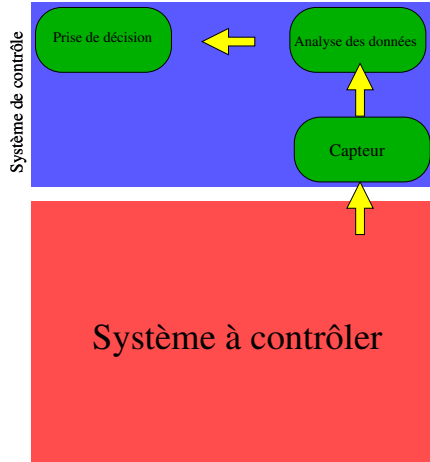 Système de contrôle
Prise de décision
Analyse des données
Capteur
Système à contrôler